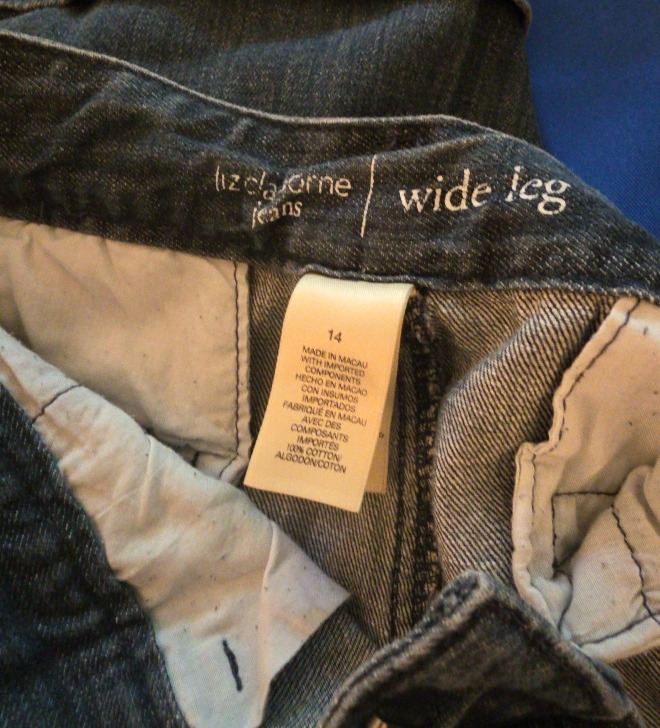 liz claiborne
jeans
wide leg
14
MADE IN MACAU
WITH IMPORTED
COMPONENTS
HECHO EN MACAO
CON INSUMOS
IMPORTADOS
FABRIQUÉ EN MACAU
AVEC DES
COMPOSANTS
IMPORTÉS
100% COTTON/
ALGODON/COTON